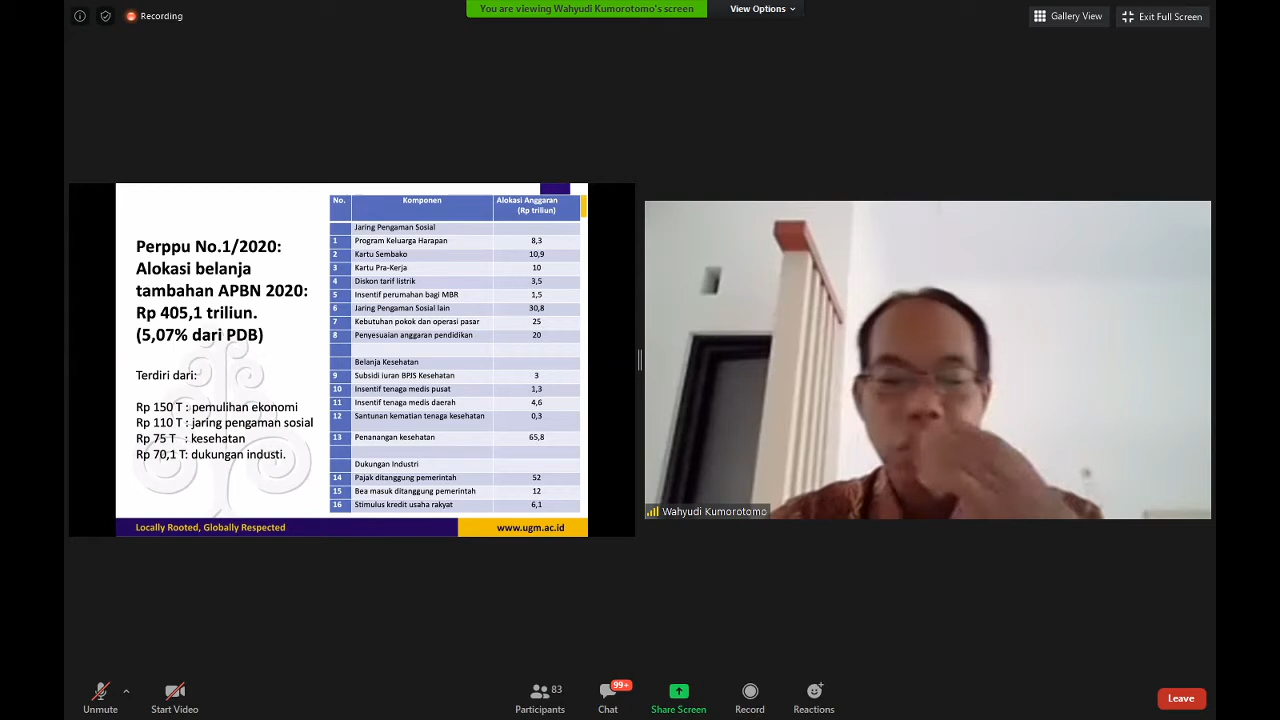 Recording
You are viewing Wahyudi Kumorotomo's screen
View Options
Gallery View
Exit Full Screen
Perppu No.1/2020:
Alokasi belanja
tambahan APBN 2020:
Rp 405,1 triliun.
(5,07% dari PDB)
Terdiri dari:
Rp 150 T : pemulihan ekonomi
Rp 110 T : jaring pengaman sosial
Rp 75 T : kesehatan
Rp 70,1 T: dukungan industi.
No. Komponen Alokasi Anggaran
(Rp triliun)
Jaring Pengaman Sosial
1 Program Keluarga Harapan 8,3
2 Kartu Sembako 10,9
3 Kartu Pra-Kerja 10
4 Diskon tarif listrik 3,5
5 Insentif perumahan bagi MBR 1,5
6 Jaring Pengaman Sosial lain 30,8
7 Kebutuhan pokok dan operasi pasar 25
8 Penyesuaian anggaran pendidikan 20
Belanja Kesehatan
9 Subsidi iuran BPJS Kesehatan 3
10 Insentif tenaga medis pusat 1,3
11 Insentif tenaga medis daerah 4,6
12 Santunan kematian tenaga kesehatan 0,3
13 Penanangan kesehatan 65,8
Dukungan Industri
14 Pajak ditanggung pemerintah 52
15 Bea masuk ditanggung pemerintah 12
16 Stimulus kredit usaha rakyat 6,1
Locally Rooted, Globally Respected
www.ugm.ac.id
Wahyudi Kumorotomo
Unmute
Start Video
83
Participants
99+
Chat
Share Screen
Record
Reactions
Leave